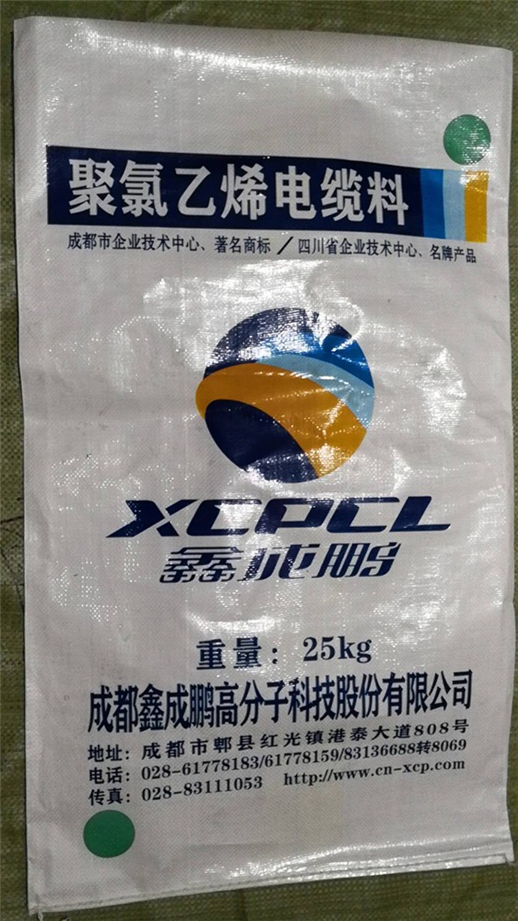 聚氯乙烯电缆料
成都市企业技术中心、著名商标 / 四川省企业技术中心、名牌产品
XCPCL
鑫成鹏
重量：25kg
成都鑫成鹏高分子科技股份有限公司
地址：成都市郫县红光镇港泰大道808号
电话：028-61778183/61778159/83136688转8069
传真：028-83111053 http://www.cn-xcp.com